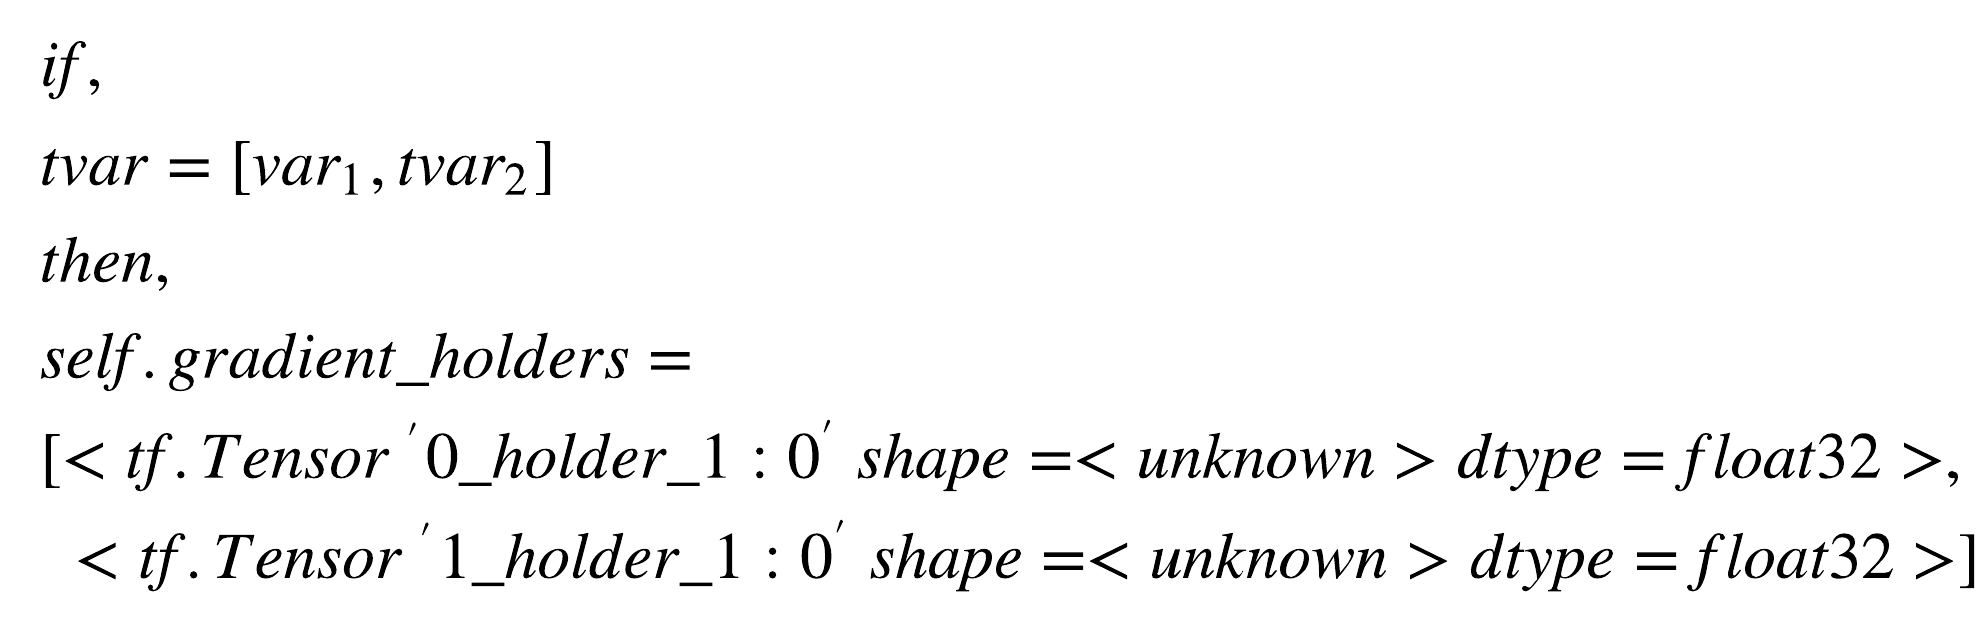 if,
tvar = [var₁, tvar₂]
then,
self. gradient_holders =
[< tf. Tensor ′0_holder_1 : 0′ shape =< unknown > dtype = float32 >,
< tf. Tensor ′1_holder_1 : 0′ shape =< unknown > dtype = float32 >]